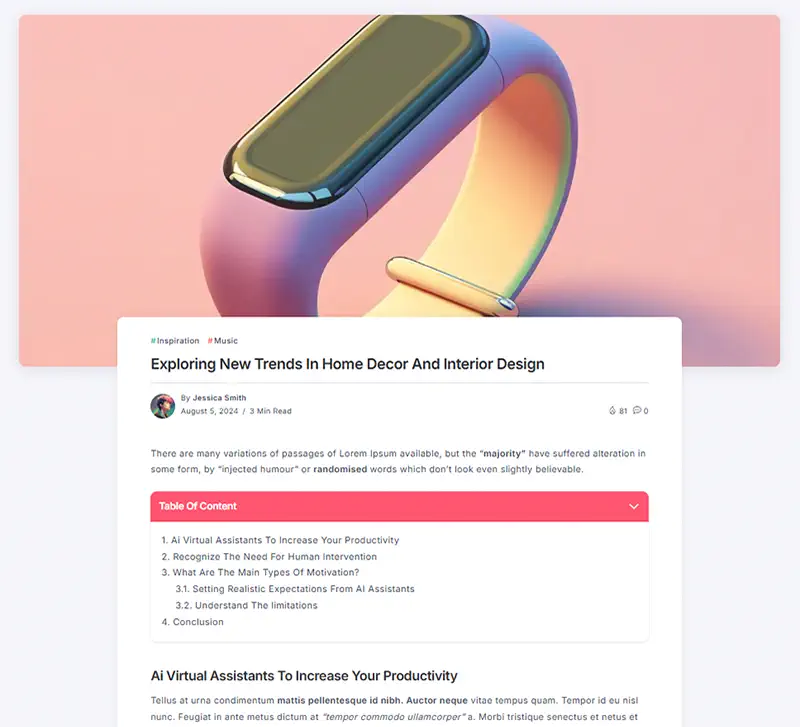 #Inspiration #Music
Exploring New Trends In Home Decor And Interior Design
By Jessica Smith
August 5, 2024 / 3 Min Read
81 0
There are many variations of passages of Lorem Ipsum available, but the “majority” have suffered alteration in
some form, by “injected humour” or randomised words which don't look even slightly believable.
Table Of Content
1. Ai Virtual Assistants To Increase Your Productivity
2. Recognize The Need For Human Intervention
3. What Are The Main Types Of Motivation?
3.1. Setting Realistic Expectations From AI Assistants
3.2. Understand The limitations
4. Conclusion
Ai Virtual Assistants To Increase Your Productivity
Tellus at urna condimentum mattis pellentesque id nibh. Auctor neque vitae tempus quam. Tempor id eu nisl
nunc. Feugiat in ante metus dictum at “tempor commodo ullamcorper” a. Morbi tristique senectus et netus et